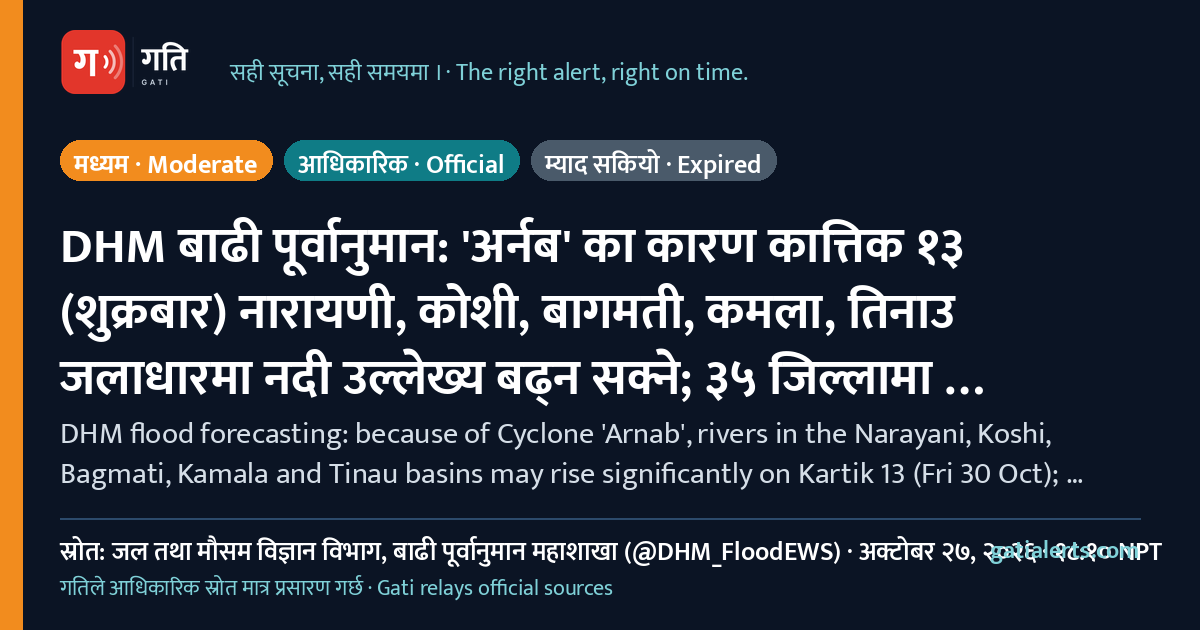 ग गति
GATI
सही सूचना, सही समयमा । · The right alert, right on time.
मध्यम · Moderate आधिकारिक · Official म्याद सकियो · Expired
DHM बाढी पूर्वानुमान: 'अर्नब' का कारण कात्तिक १३
(शुक्रबार) नारायणी, कोशी, बागमती, कमला, तिनाउ
जलाधारमा नदी उल्लेख्य बढ्न सक्ने; ३५ जिल्लामा …
DHM flood forecasting: because of Cyclone 'Arnab', rivers in the Narayani, Koshi,
Bagmati, Kamala and Tinau basins may rise significantly on Kartik 13 (Fri 30 Oct); …
स्रोत: जल तथा मौसम विज्ञान विभाग, बाढी पूर्वानुमान महाशाखा (@DHM_FloodEWS) · अक्टोबर २७, NPT
gatialerts.com
गतिले आधिकारिक स्रोत मात्र प्रसारण गर्छ · Gati relays official sources